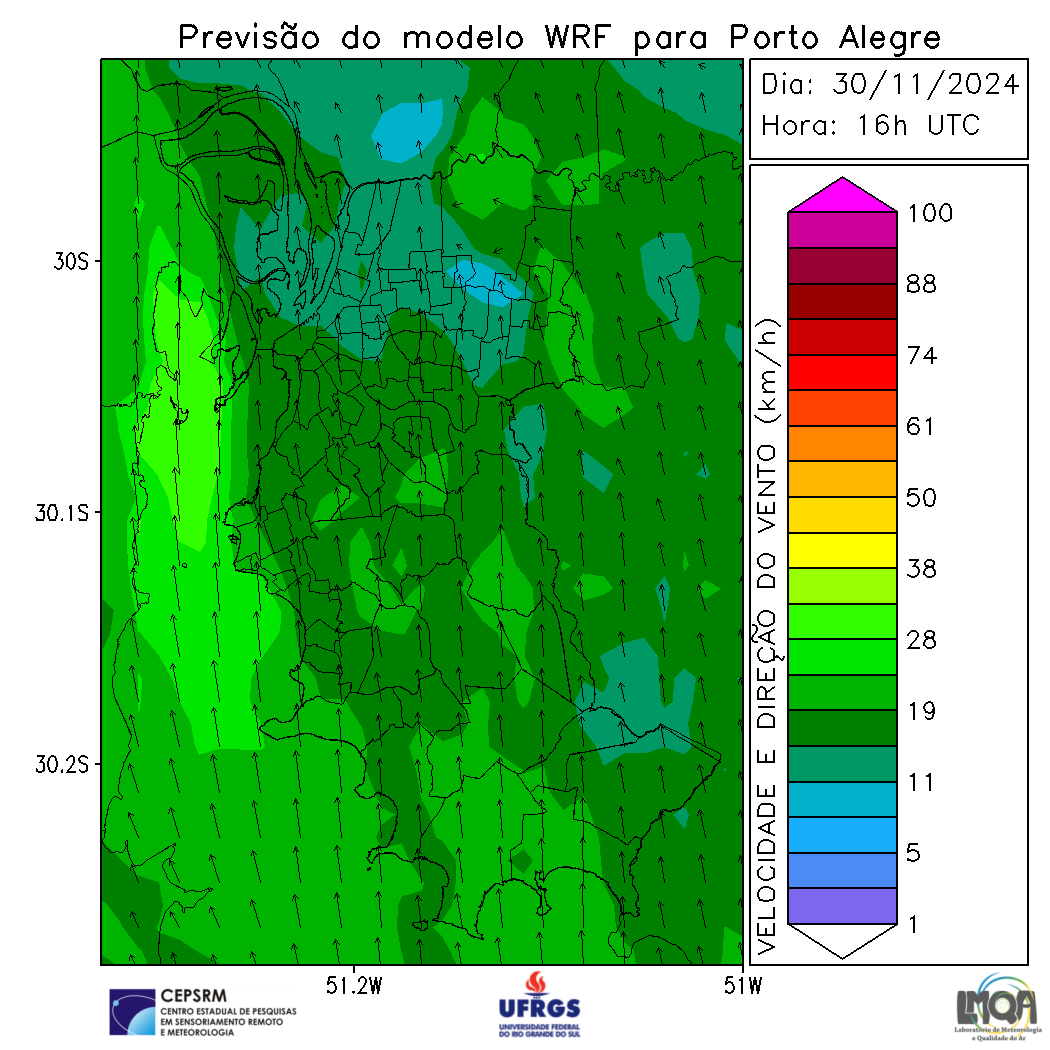 Previsão do modelo WRF para Porto Alegre
Dia: 30/11/2024
Hora: 16h UTC
100
88
74
61
50
38
28
19
11
5
1
VELOCIDADE E DIREÇÃO DO VENTO (km/h)
30S
30.1S
30.2S
51.2W
51W
CEPSRM
CENTRO ESTADUAL DE PESQUISAS
EM SENSORIAMENTO REMOTO
E METEOROLOGIA
UFRGS
UNIVERSIDADE FEDERAL
DO RIO GRANDE DO SUL
LMQA
Laboratório de Meteorologia
e Qualidade do Ar